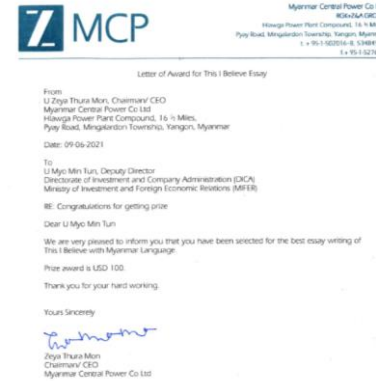 Z MCP
Myanmar Central Power Co
Hlawga Power Plant Compound, 16 ½
Pyay Road, Mingalardon Township, Yangon,
Letter of Award for This I Believe Essay
From
U Zeya Thura Mon, Chairman/ CEO
Myanmar Central Power Co Ltd
Hlawga Power Plant Compound, 16 ½ Miles,
Pyay Road, Mingalardon Township, Yangon, Myanmar
Date: 09-06-2021
To
U Myo Min Tun, Deputy Director
Directorate of Investment and Company Administration (DICA)
Ministry of Investment and Foreign Economic Relations (MIFER)
RE: Congratulations for getting prize
Dear U Myo Min Tun
We are very pleased to inform you that you have been selected for the best essay writing of
This I Believe with Myanmar Language.
Prize award is USD 100.
Thank you for your hard working.
Yours Sincerely
Zeya Thura Mon
Chairman/ CEO
Myanmar Central Power Co Ltd